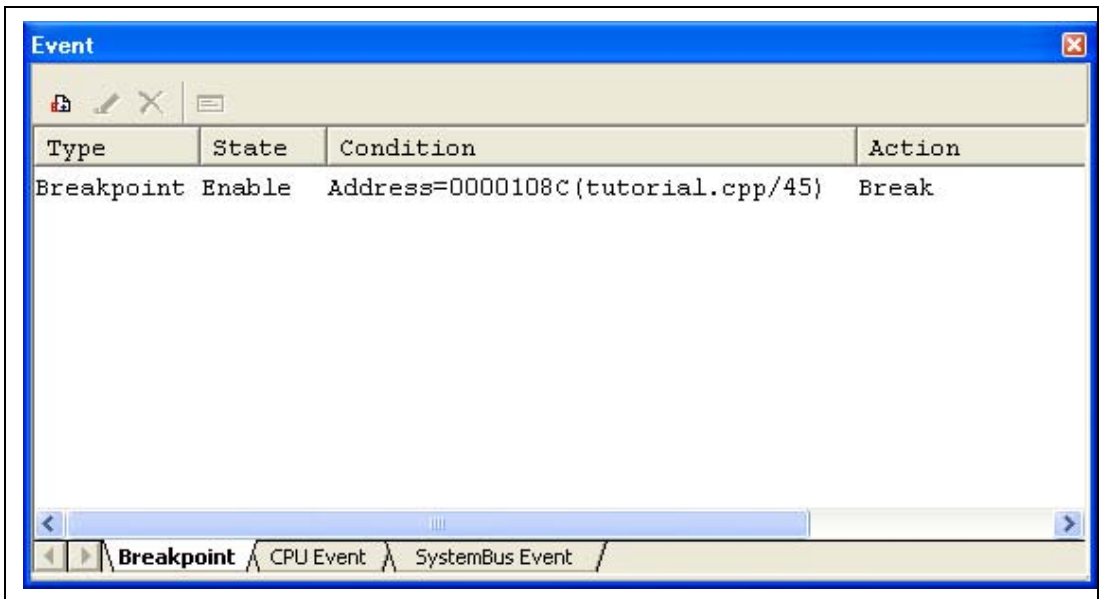 Event
Type State Condition Action
Breakpoint Enable Address=0000108C(tutorial.cpp/45) Break
Breakpoint CPU Event SystemBus Event